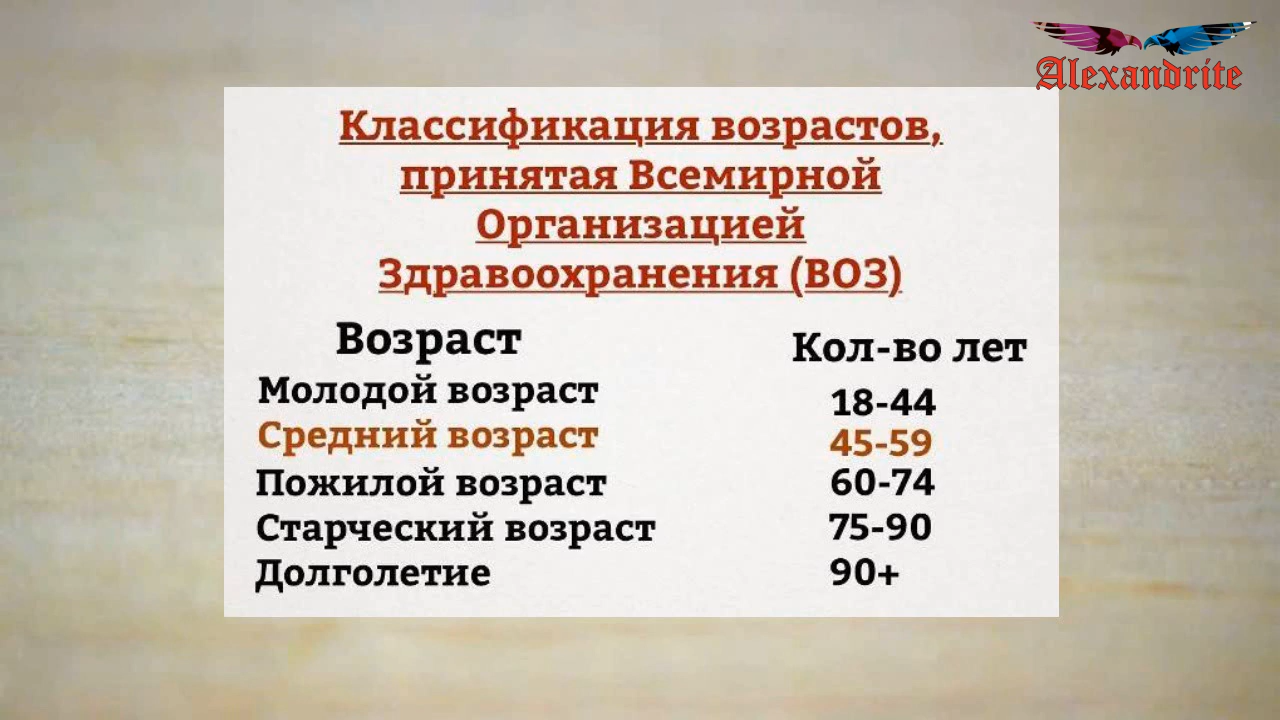 Alexandrite
Классификация возрастов,
принятая Всемирной
Организацией
Здравоохранения (ВОЗ)
Возраст Кол-во лет
Молодой возраст 18-44
Средний возраст 45-59
Пожилой возраст 60-74
Старческий возраст 75-90
Долголетие 90+